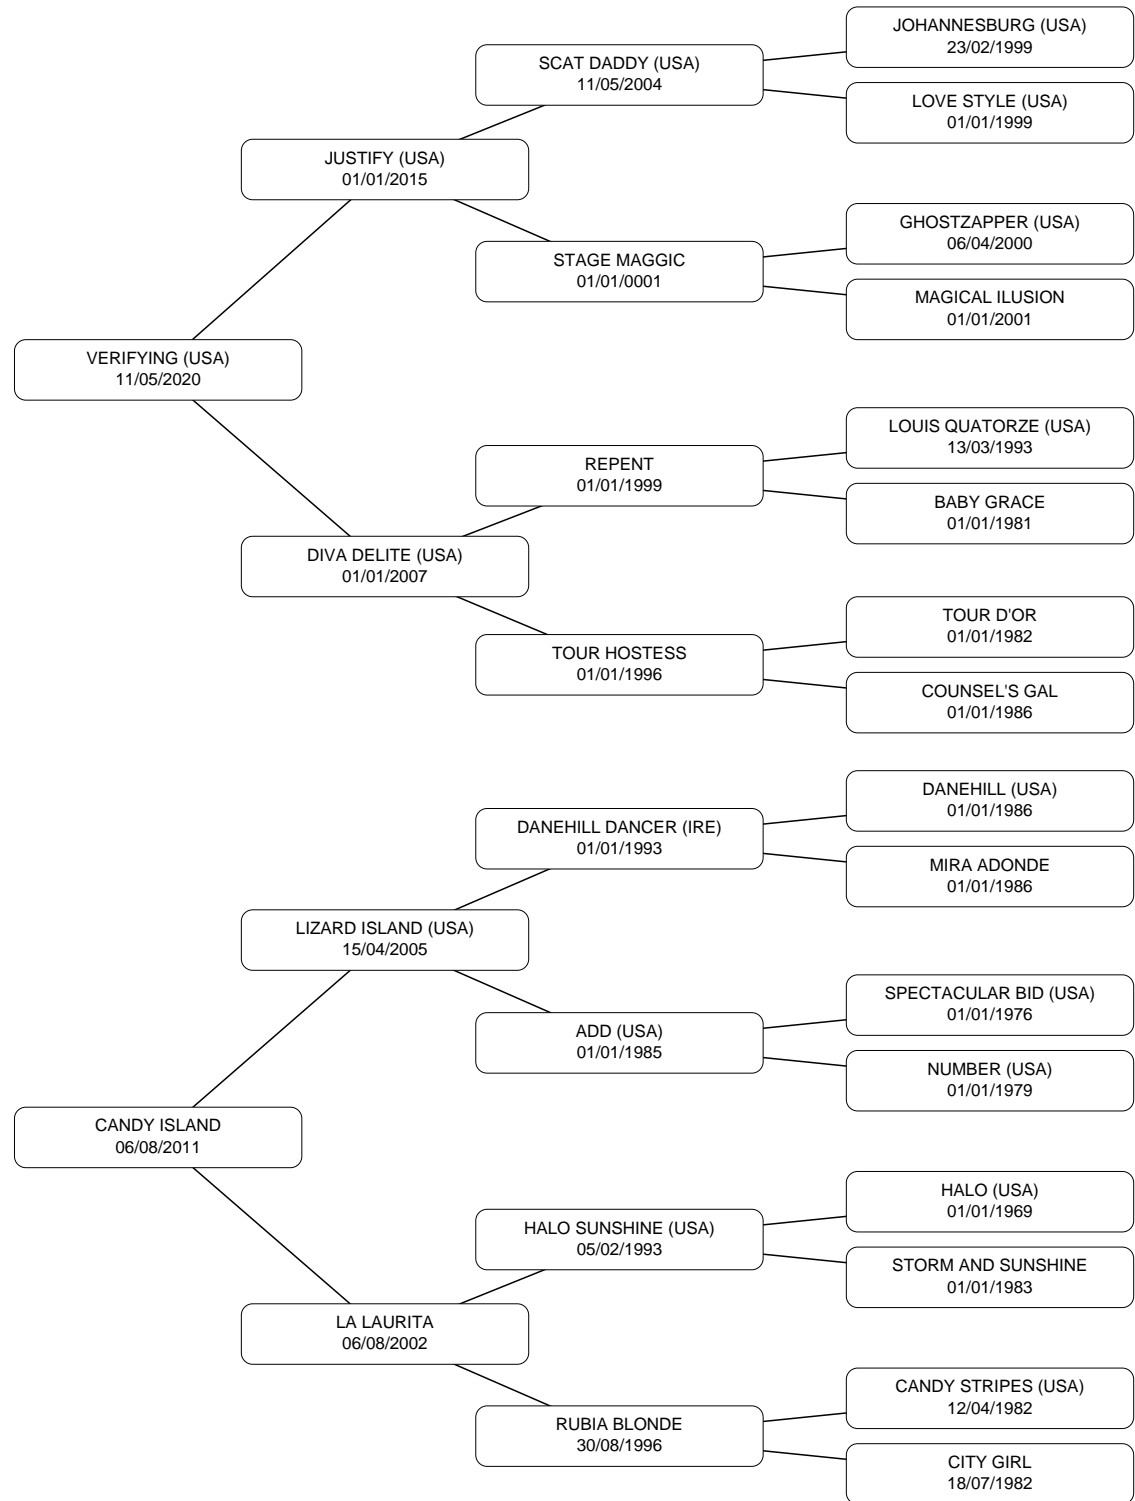 JOHANNESBURG (USA)
23/02/1999
SCAT DADDY (USA)
11/05/2004
LOVE STYLE (USA)
01/01/1999
JUSTIFY (USA)
01/01/2015
GHOSTZAPPER (USA)
06/04/2000
STAGE MAGGIC
01/01/0001
MAGICAL ILUSION
01/01/2001
VERIFYING (USA)
11/05/2020
LOUIS QUATORZE (USA)
13/03/1993
REPENT
01/01/1999
BABY GRACE
01/01/1981
DIVA DELITE (USA)
01/01/2007
TOUR D'OR
01/01/1982
TOUR HOSTESS
01/01/1996
COUNSEL'S GAL
01/01/1986
DANEHILL (USA)
01/01/1986
DANEHILL DANCER (IRE)
01/01/1993
MIRA ADONDE
01/01/1986
LIZARD ISLAND (USA)
15/04/2005
SPECTACULAR BID (USA)
01/01/1976
ADD (USA)
01/01/1985
NUMBER (USA)
01/01/1979
CANDY ISLAND
06/08/2011
HALO (USA)
01/01/1969
HALO SUNSHINE (USA)
05/02/1993
STORM AND SUNSHINE
01/01/1983
LA LAURITA
06/08/2002
CANDY STRIPES (USA)
12/04/1982
RUBIA BLONDE
30/08/1996
CITY GIRL
18/07/1982